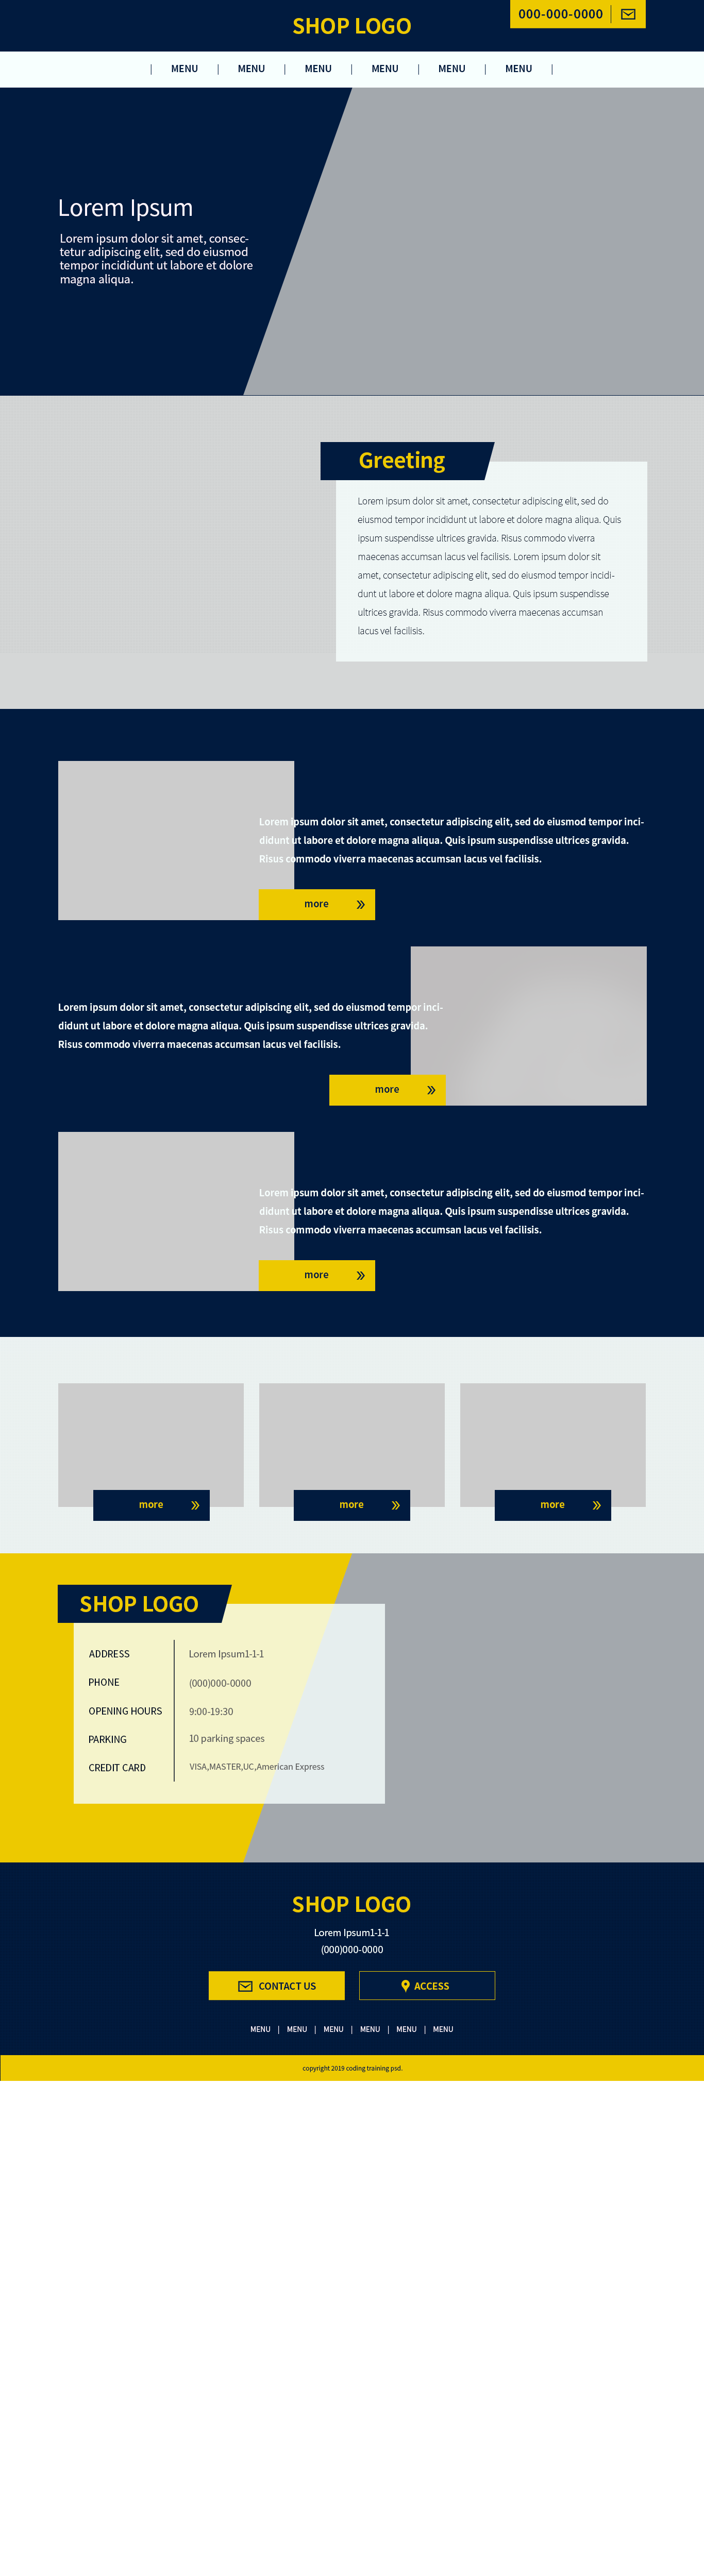 SHOP LOGO
000-000-0000
MENU MENU MENU MENU MENU MENU
Lorem Ipsum
Lorem ipsum dolor sit amet, consec-
tetur adipiscing elit, sed do eiusmod
tempor incididunt ut labore et dolore
magna aliqua.
Greeting
Lorem ipsum dolor sit amet, consectetur adipiscing elit, sed do
eiusmod tempor incididunt ut labore et dolore magna aliqua. Quis
ipsum suspendisse ultrices gravida. Risus commodo viverra
maecenas accumsan lacus vel facilisis. Lorem ipsum dolor sit
amet, consectetur adipiscing elit, sed do eiusmod tempor incidi-
dunt ut labore et dolore magna aliqua. Quis ipsum suspendisse
ultrices gravida. Risus commodo viverra maecenas accumsan
lacus vel facilisis.
Lorem ipsum dolor sit amet, consectetur adipiscing elit, sed do eiusmod tempor inci-
didunt ut labore et dolore magna aliqua. Quis ipsum suspendisse ultrices gravida.
Risus commodo viverra maecenas accumsan lacus vel facilisis.
more
Lorem ipsum dolor sit amet, consectetur adipiscing elit, sed do eiusmod tempor inci-
didunt ut labore et dolore magna aliqua. Quis ipsum suspendisse ultrices gravida.
Risus commodo viverra maecenas accumsan lacus vel facilisis.
more
Lorem ipsum dolor sit amet, consectetur adipiscing elit, sed do eiusmod tempor inci-
didunt ut labore et dolore magna aliqua. Quis ipsum suspendisse ultrices gravida.
Risus commodo viverra maecenas accumsan lacus vel facilisis.
more
more more more
SHOP LOGO
ADDRESS Lorem Ipsum1-1-1
PHONE (000)000-0000
OPENING HOURS 9:00-19:30
PARKING 10 parking spaces
CREDIT CARD VISA,MASTER,UC,American Express
SHOP LOGO
Lorem Ipsum1-1-1
(000)000-0000
CONTACT US ACCESS
MENU | MENU | MENU | MENU | MENU | MENU
copyright 2019 coding training psd.